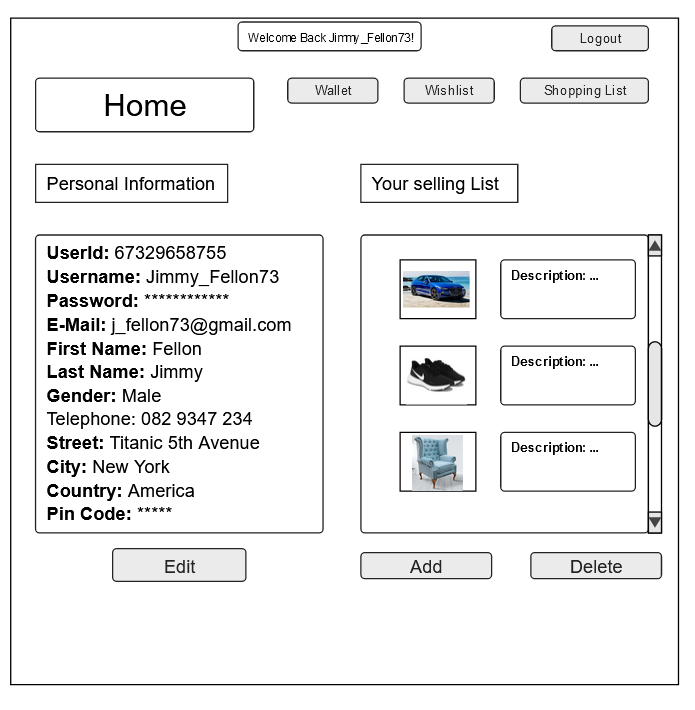 Welcome Back Jimmy_Fellon73!
Logout
Home
Wallet
Wishlist
Shopping List
Personal Information
Your selling List
UserId: 67329658755
Username: Jimmy_Fellon73
Password: ************
E-Mail: j_fellon73@gmail.com
First Name: Fellon
Last Name: Jimmy
Gender: Male
Telephone: 082 9347 234
Street: Titanic 5th Avenue
City: New York
Country: America
Pin Code: *****
Description: ...
Description: ...
Description: ...
Edit
Add
Delete